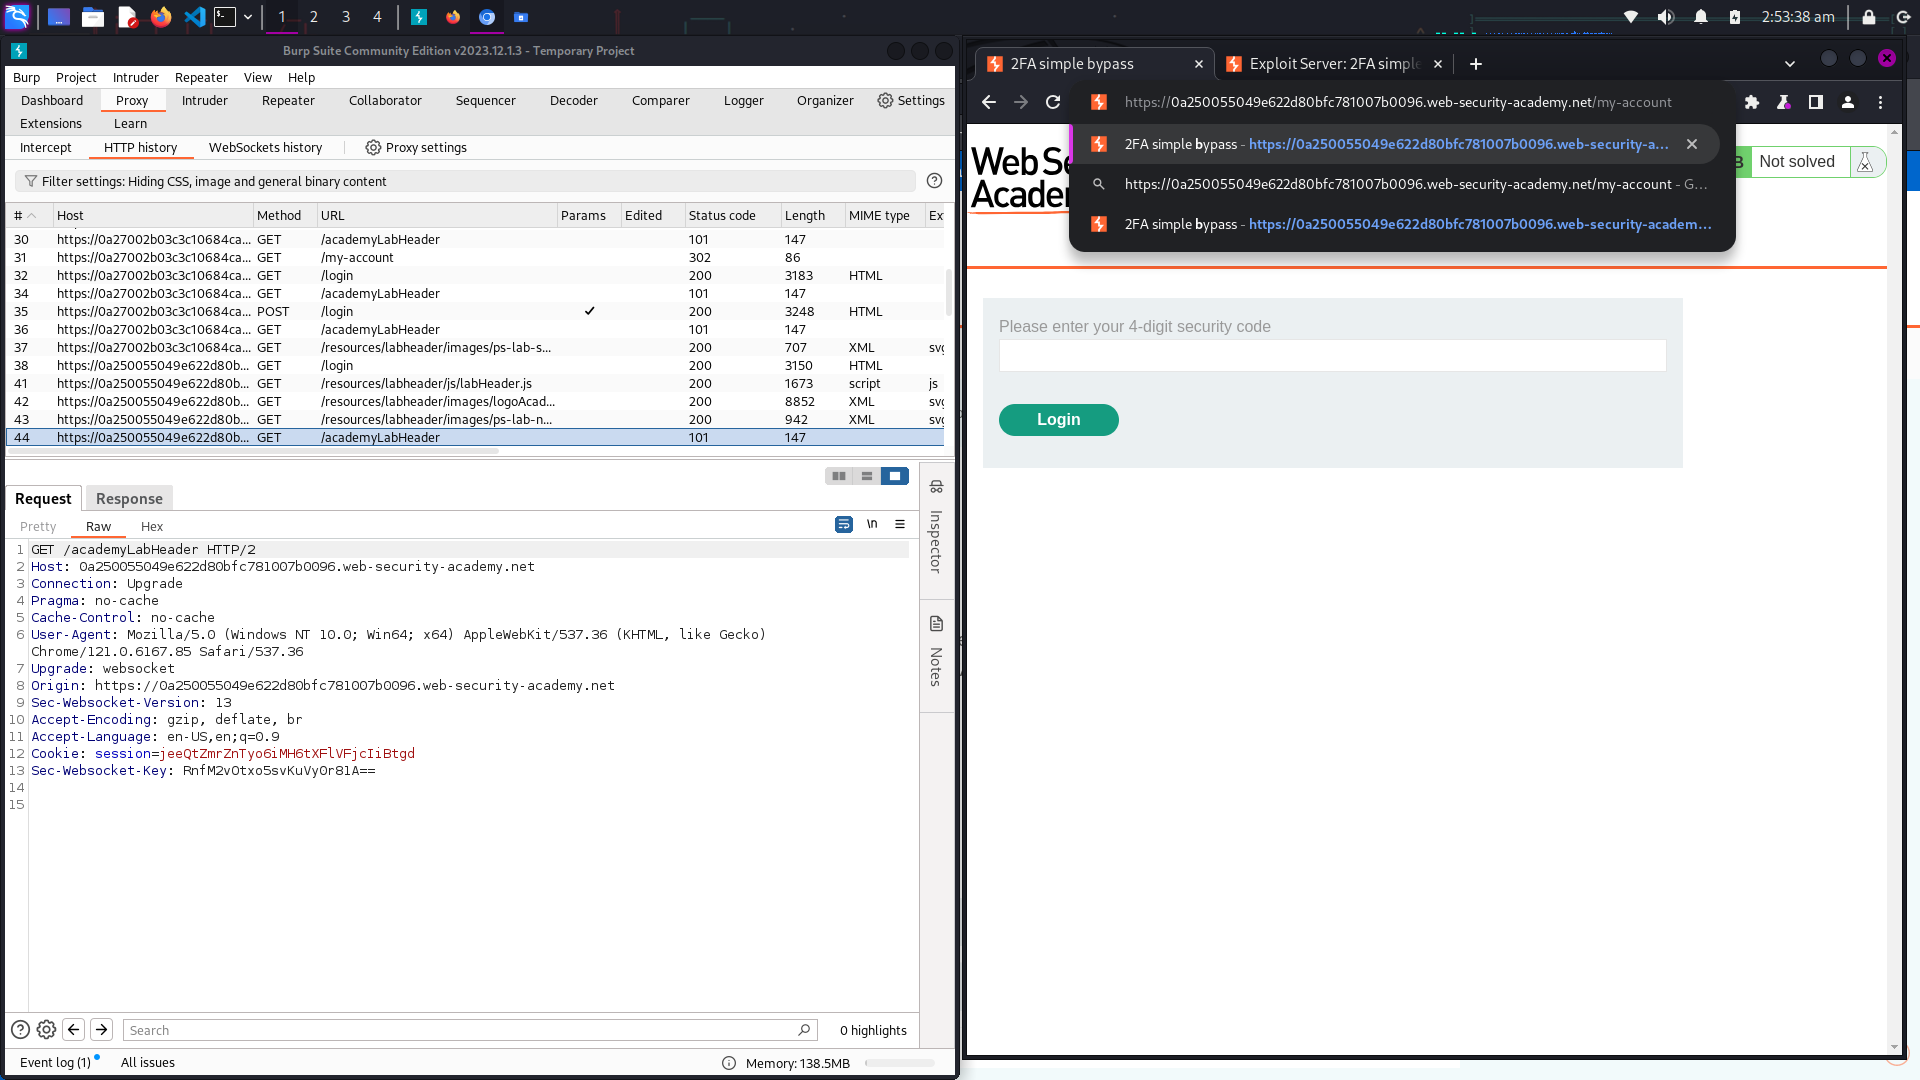 1 2 3 4
2:53:38 am
Burp Suite Community Edition v2023.12.1.3 - Temporary Project
Burp Project Intruder Repeater View Help
Dashboard Proxy Intruder Repeater Collaborator Sequencer Decoder Comparer Logger Organizer Settings
Extensions Learn
Intercept HTTP history WebSockets history Proxy settings
Filter settings: Hiding CSS, image and general binary content
# Host Method URL Params Edited Status code Length MIME type Ex
30 https://0a27002b03c3c10684ca... GET /academyLabHeader 101 147
31 https://0a27002b03c3c10684ca... GET /my-account 302 86
32 https://0a27002b03c3c10684ca... GET /login 200 3183 HTML
34 https://0a27002b03c3c10684ca... GET /academyLabHeader 101 147
35 https://0a27002b03c3c10684ca... POST /login ✓ 200 3248 HTML
36 https://0a27002b03c3c10684ca... GET /academyLabHeader 101 147
37 https://0a27002b03c3c10684ca... GET /resources/labheader/images/ps-lab-s... 200 707 XML svg
38 https://0a250055049e622d80b... GET /login 200 3150 HTML
41 https://0a250055049e622d80b... GET /resources/labheader/js/labHeader.js 200 1673 script js
42 https://0a250055049e622d80b... GET /resources/labheader/images/logoAcad... 200 8852 XML svg
43 https://0a250055049e622d80b... GET /resources/labheader/images/ps-lab-n... 200 942 XML svg
44 https://0a250055049e622d80b... GET /academyLabHeader 101 147
Request Response
Pretty Raw Hex \n
1 GET /academyLabHeader HTTP/2
2 Host: 0a250055049e622d80bfc781007b0096.web-security-academy.net
3 Connection: Upgrade
4 Pragma: no-cache
5 Cache-Control: no-cache
6 User-Agent: Mozilla/5.0 (Windows NT 10.0; Win64; x64) AppleWebKit/537.36 (KHTML, like Gecko)
Chrome/121.0.6167.85 Safari/537.36
7 Upgrade: websocket
8 Origin: https://0a250055049e622d80bfc781007b0096.web-security-academy.net
9 Sec-Websocket-Version: 13
10 Accept-Encoding: gzip, deflate, br
11 Accept-Language: en-US,en;q=0.9
12 Cookie: session=jeeQtZmrZnTyo6iMH6tXFlVFjcIiBtgd
13 Sec-Websocket-Key: RnfM2vOtxo5svKuVy0r81A==
14
15
Inspector
Notes
Search
0 highlights
Event log (1) All issues
Memory: 138.5MB
2FA simple bypass
Exploit Server: 2FA simple
https://0a250055049e622d80bfc781007b0096.web-security-academy.net/my-account
2FA simple bypass - https://0a250055049e622d80bfc781007b0096.web-security-a...
https://0a250055049e622d80bfc781007b0096.web-security-academy.net/my-account - G...
2FA simple bypass - https://0a250055049e622d80bfc781007b0096.web-security-academ...
Web Se
Academ
B Not solved
Please enter your 4-digit security code
Login